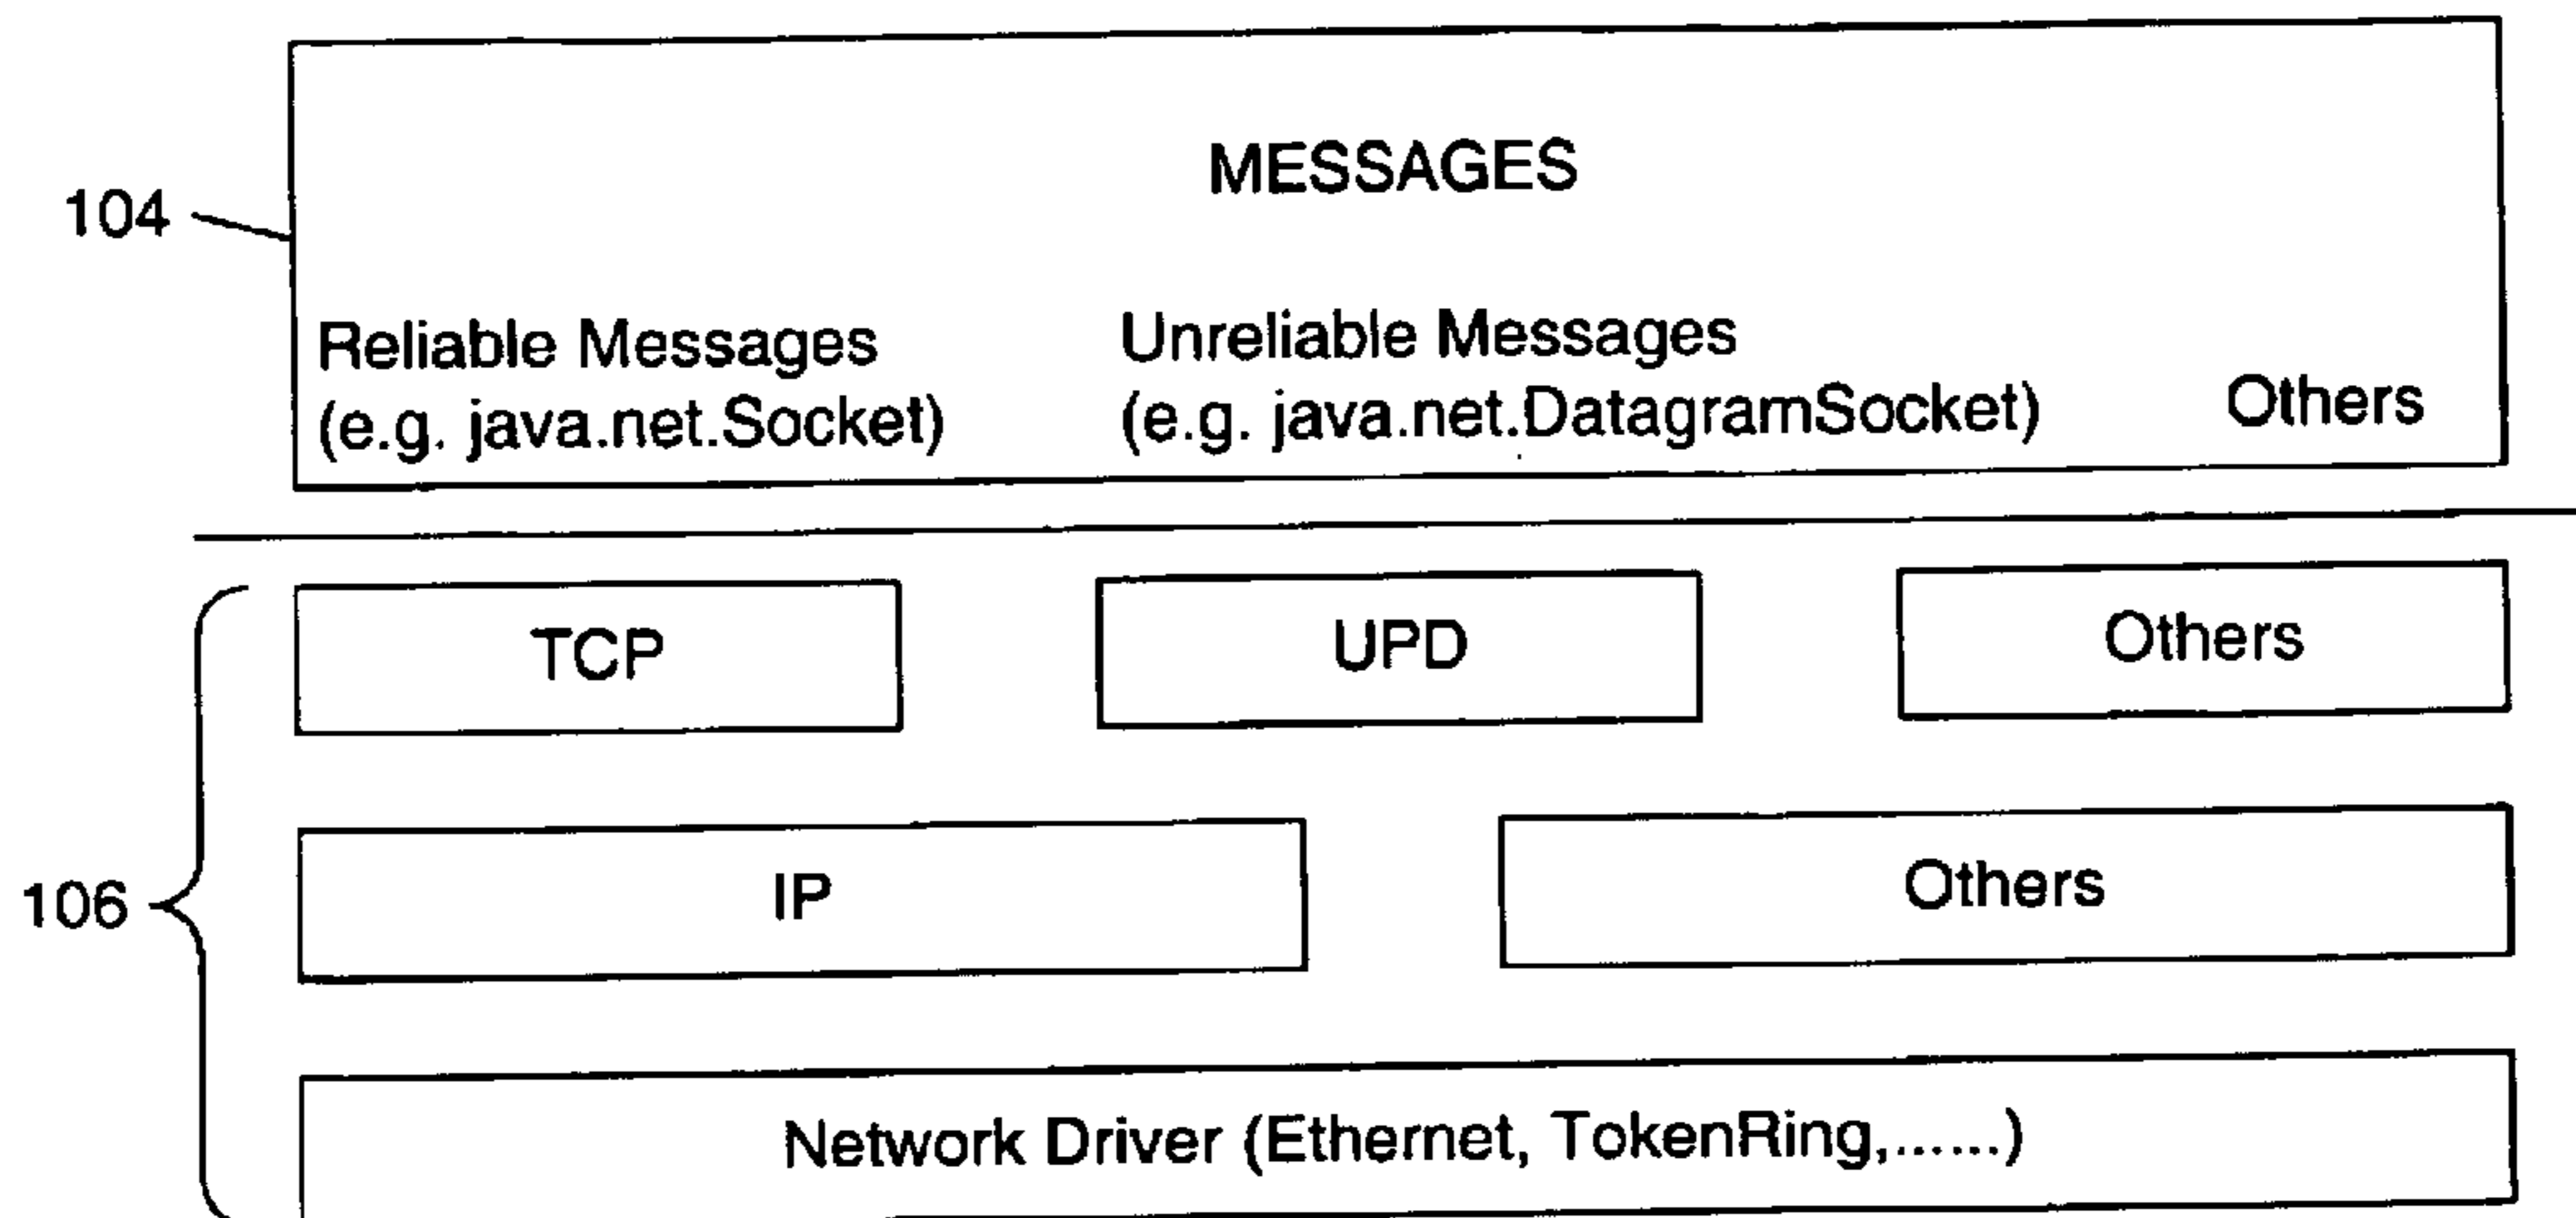 MESSAGES
104
Reliable Messages
(e.g. java.net.Socket)
Unreliable Messages
(e.g. java.net.DatagramSocket)
Others
TCP
UPD
Others
106
IP
Others
Network Driver (Ethernet, TokenRing,......)